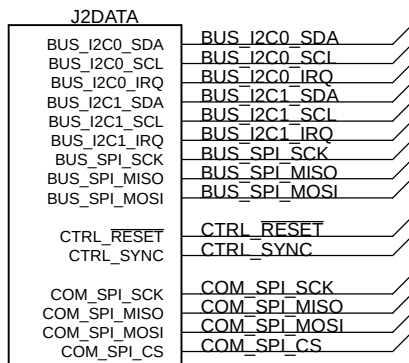 J2DATA
BUS_I2C0_SDA BUS_I2C0_SDA
BUS_I2C0_SCL BUS_I2C0_SCL
BUS_I2C0_IRQ BUS_I2C0_IRQ
BUS_I2C1_SDA BUS_I2C1_SDA
BUS_I2C1_SCL BUS_I2C1_SCL
BUS_I2C1_IRQ BUS_I2C1_IRQ
BUS_SPI_SCK BUS_SPI_SCK
BUS_SPI_MISO BUS_SPI_MISO
BUS_SPI_MOSI BUS_SPI_MOSI
CTRL_RESET CTRL_RESET
CTRL_SYNC CTRL_SYNC
COM_SPI_SCK COM_SPI_SCK
COM_SPI_MISO COM_SPI_MISO
COM_SPI_MOSI COM_SPI_MOSI
COM_SPI_CS COM_SPI_CS